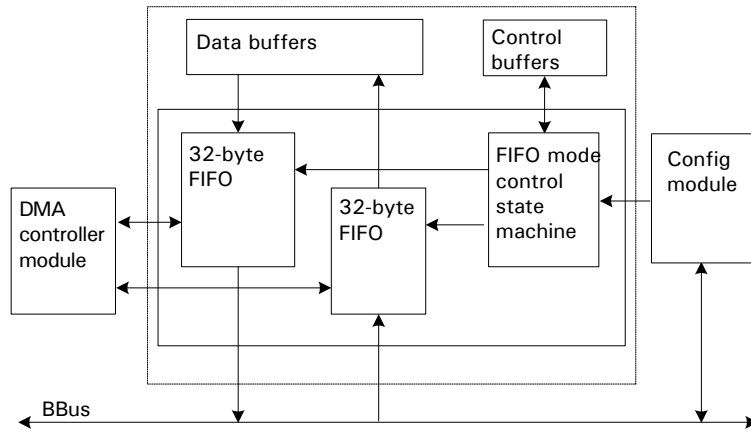 Data buffers
Control
buffers
32-byte
FIFO
32-byte
FIFO
FIFO mode
control
state
machine
Config
module
DMA
controller
module
BBus